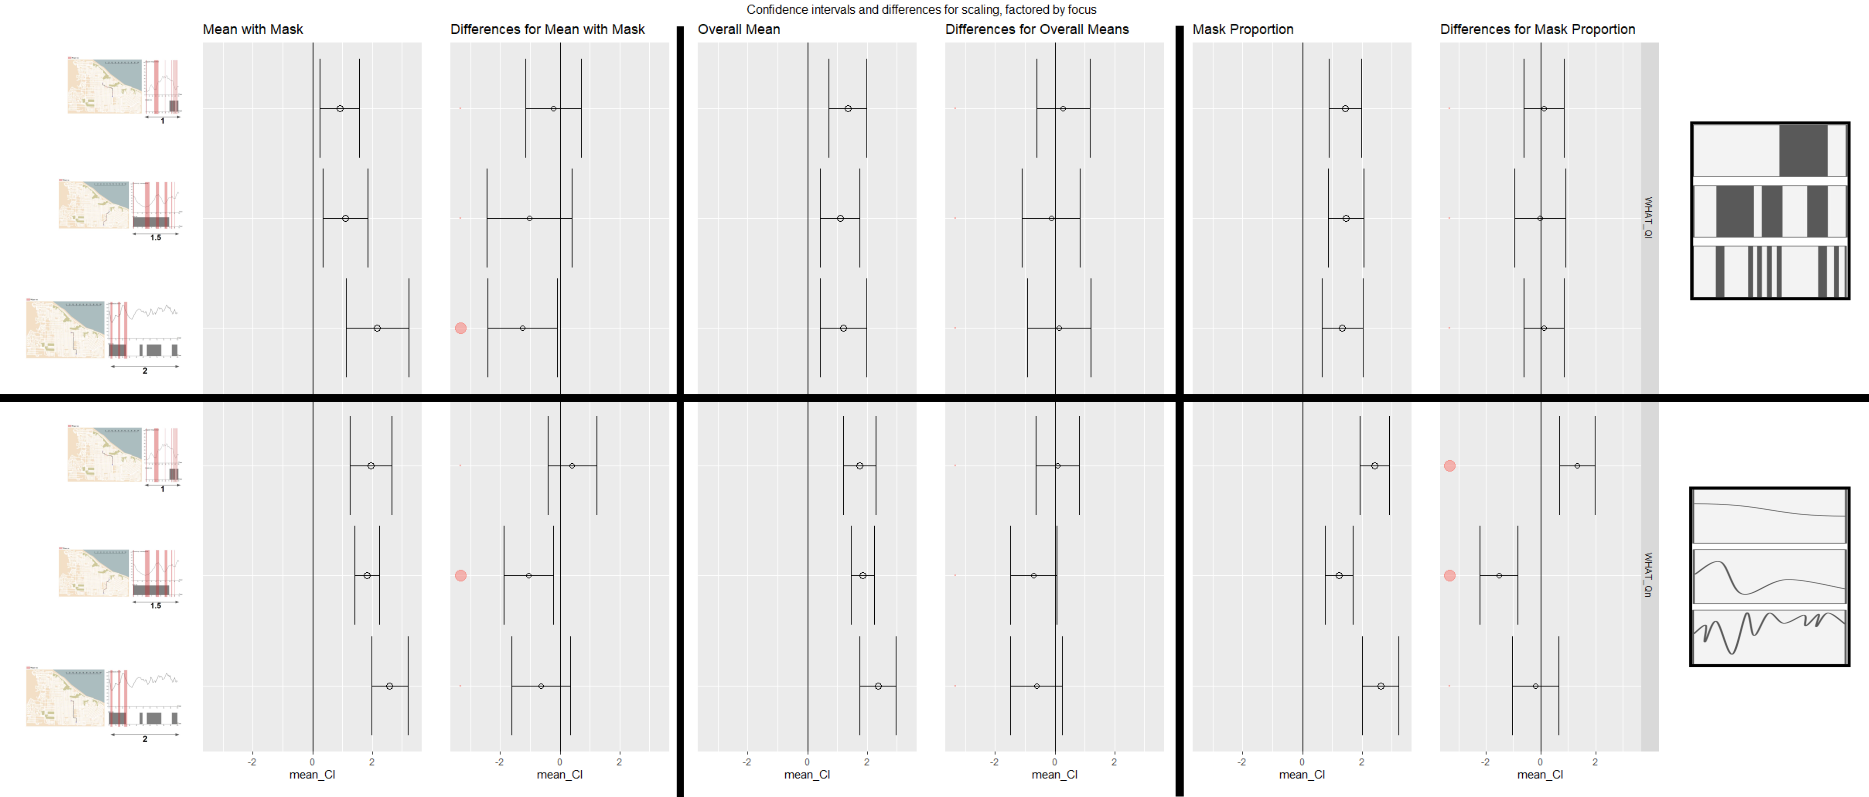 Confidence intervals and differences for scaling, factored by focus
Mean with Mask
Differences for Mean with Mask
Overall Mean
Differences for Overall Means
Mask Proportion
Differences for Mask Proportion
1
1.5
2
WHAT_Ql
1
1.5
2
WHAT_Qn
-2 0 2
-2 0 2
-2 0 2
-2 0 2
-2 0 2
-2 0 2
mean_CI
mean_CI
mean_CI
mean_CI
mean_CI
mean_CI